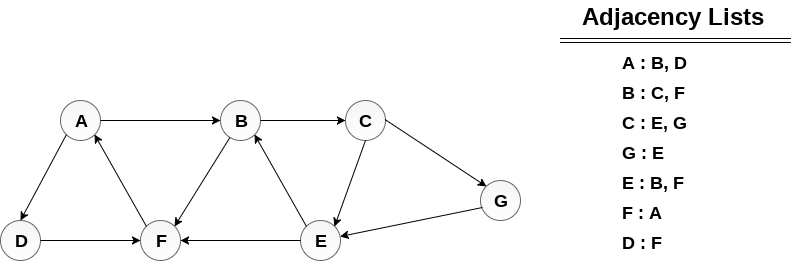 Adjacency Lists
A : B, D
B : C, F
C : E, G
G : E
E : B, F
F : A
D : F
A B C
G
D F E